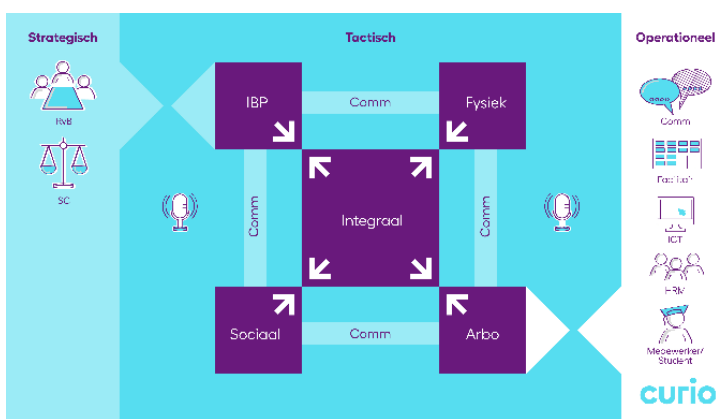 Strategisch
Tactisch
Operationeel
RvB
SC
IBP
Comm
Fysiek
Comm
Integraal
Comm
Sociaal
Comm
Arbo
Comm
Facilitair
ICT
HRM
Medewerker/
Student
curio